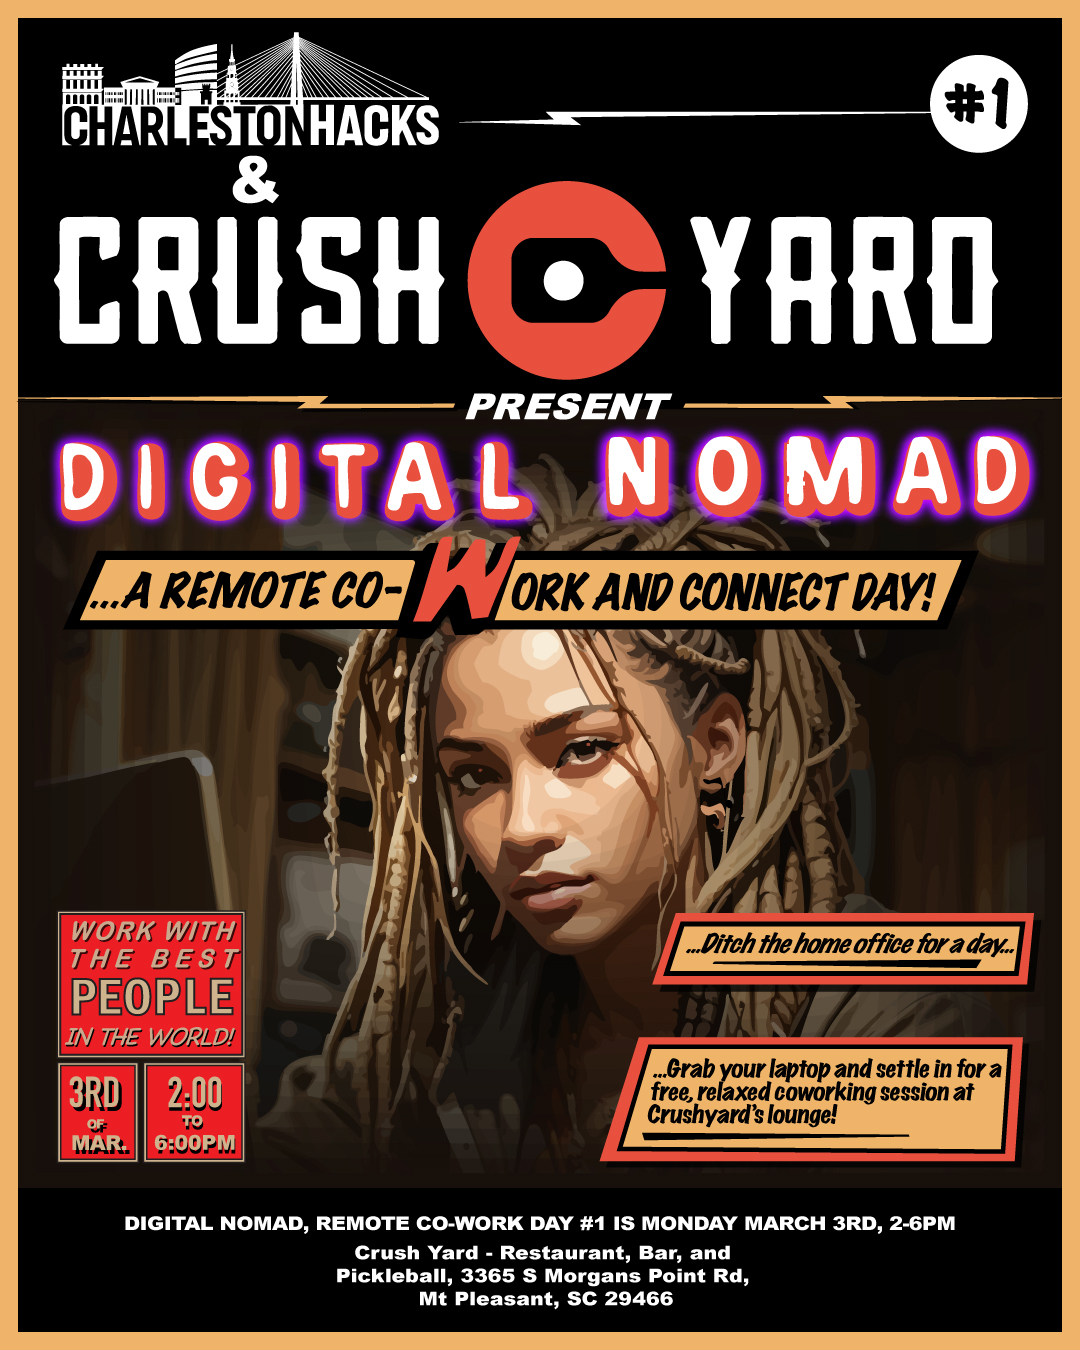 CHARLESTONHACKS
#1
&
CRUSH YARD
PRESENT
DIGITAL NOMAD
...A REMOTE CO-WORK AND CONNECT DAY!
WORK WITH
THE BEST
PEOPLE
IN THE WORLD!
3RD
OF
MAR.
2:00
TO
6:00PM
...Ditch the home office for a day...
...Grab your laptop and settle in for a
free, relaxed coworking session at
Crushyard's lounge!
DIGITAL NOMAD, REMOTE CO-WORK DAY #1 IS MONDAY MARCH 3RD, 2-6PM
Crush Yard - Restaurant, Bar, and
Pickleball, 3365 S Morgans Point Rd,
Mt Pleasant, SC 29466